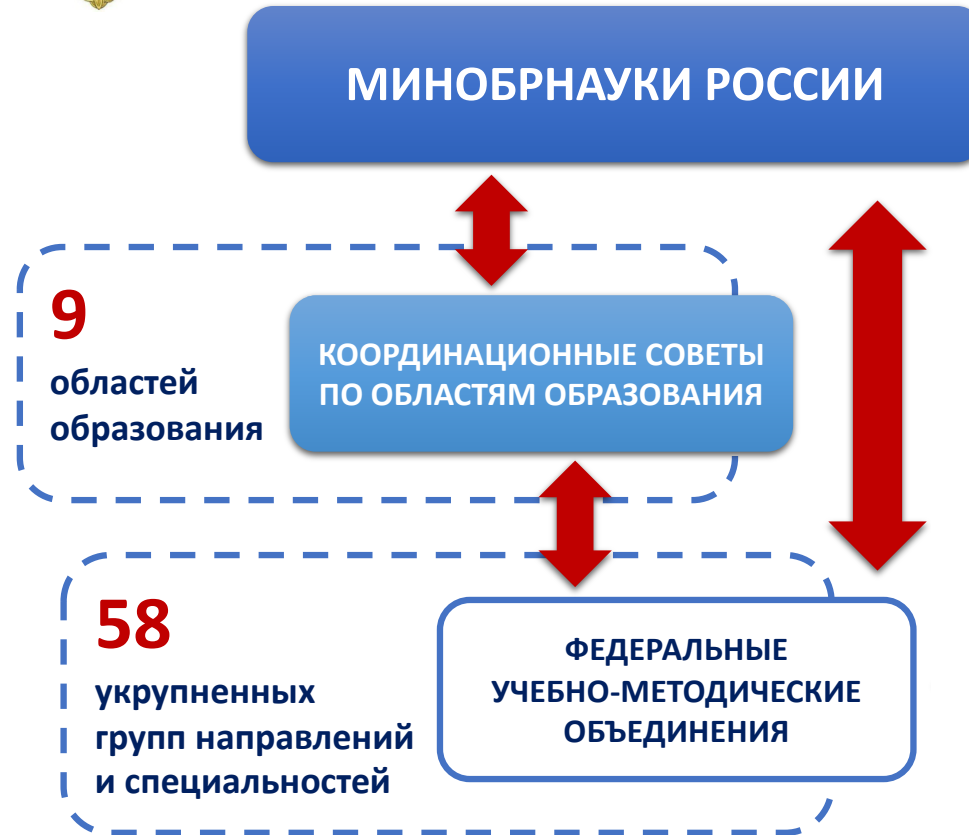 МИНОБРНАУКИ РОССИИ
9
областей
образования
КООРДИНАЦИОННЫЕ СОВЕТЫ
ПО ОБЛАСТЯМ ОБРАЗОВАНИЯ
58
укрупненных
групп направлений
и специальностей
ФЕДЕРАЛЬНЫЕ
УЧЕБНО-МЕТОДИЧЕСКИЕ
ОБЪЕДИНЕНИЯ